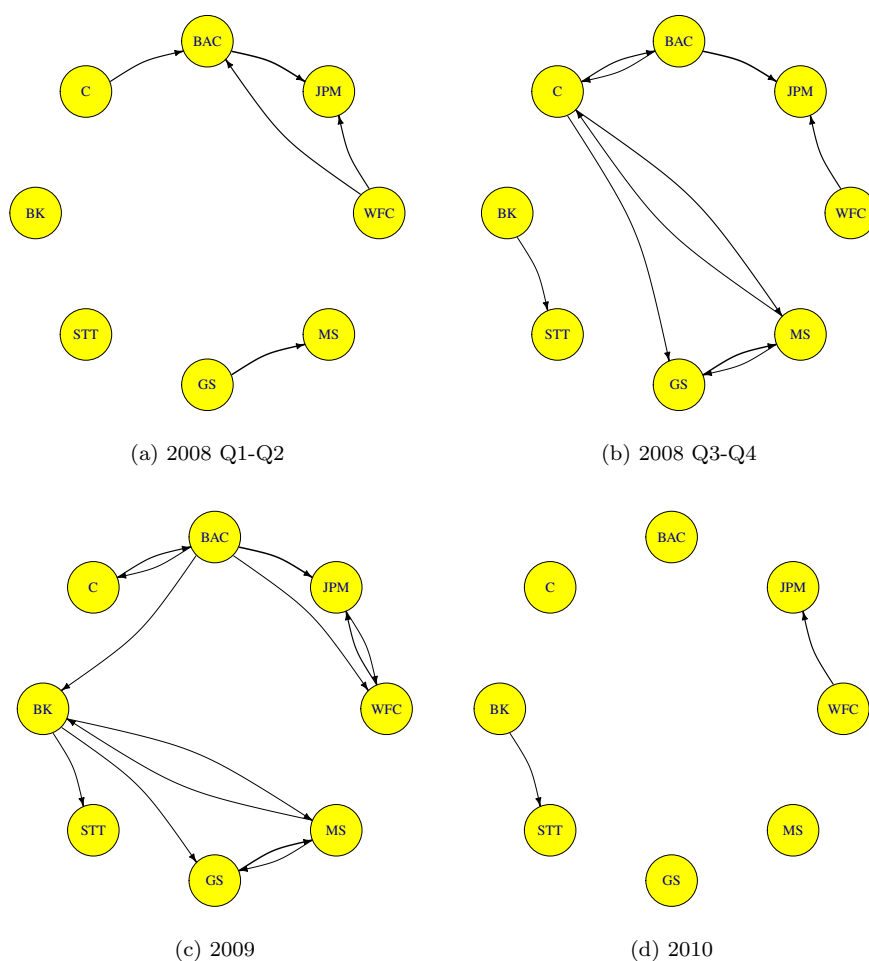 BAC
C
JPM
BK
WFC
STT
MS
GS
(a) 2008 Q1-Q2
BAC
C
JPM
BK
WFC
STT
MS
GS
(b) 2008 Q3-Q4
BAC
C
JPM
BK
WFC
STT
MS
GS
(c) 2009
BAC
C
JPM
BK
WFC
STT
MS
GS
(d) 2010